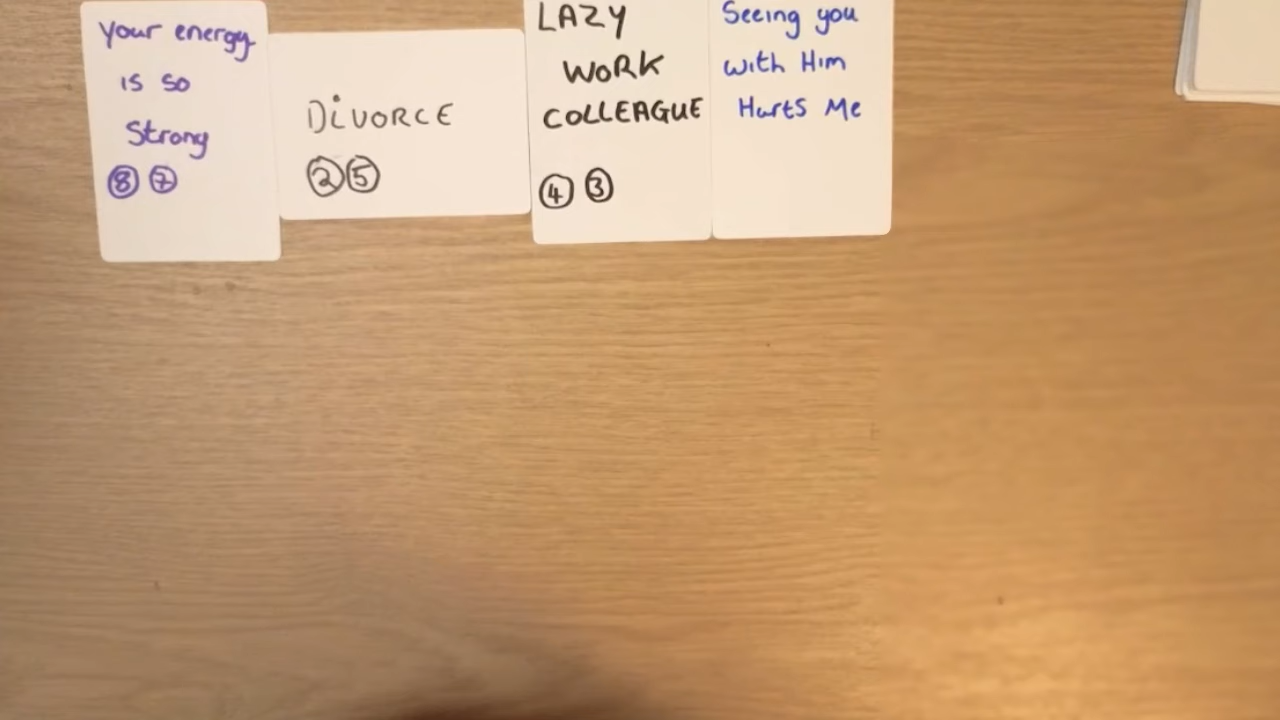 Your energy
is so
Strong
8 7
DiVORCE
2 5
LAZY
WORK
COLLEAGUE
4 3
Seeing you
with Him
Hurts Me